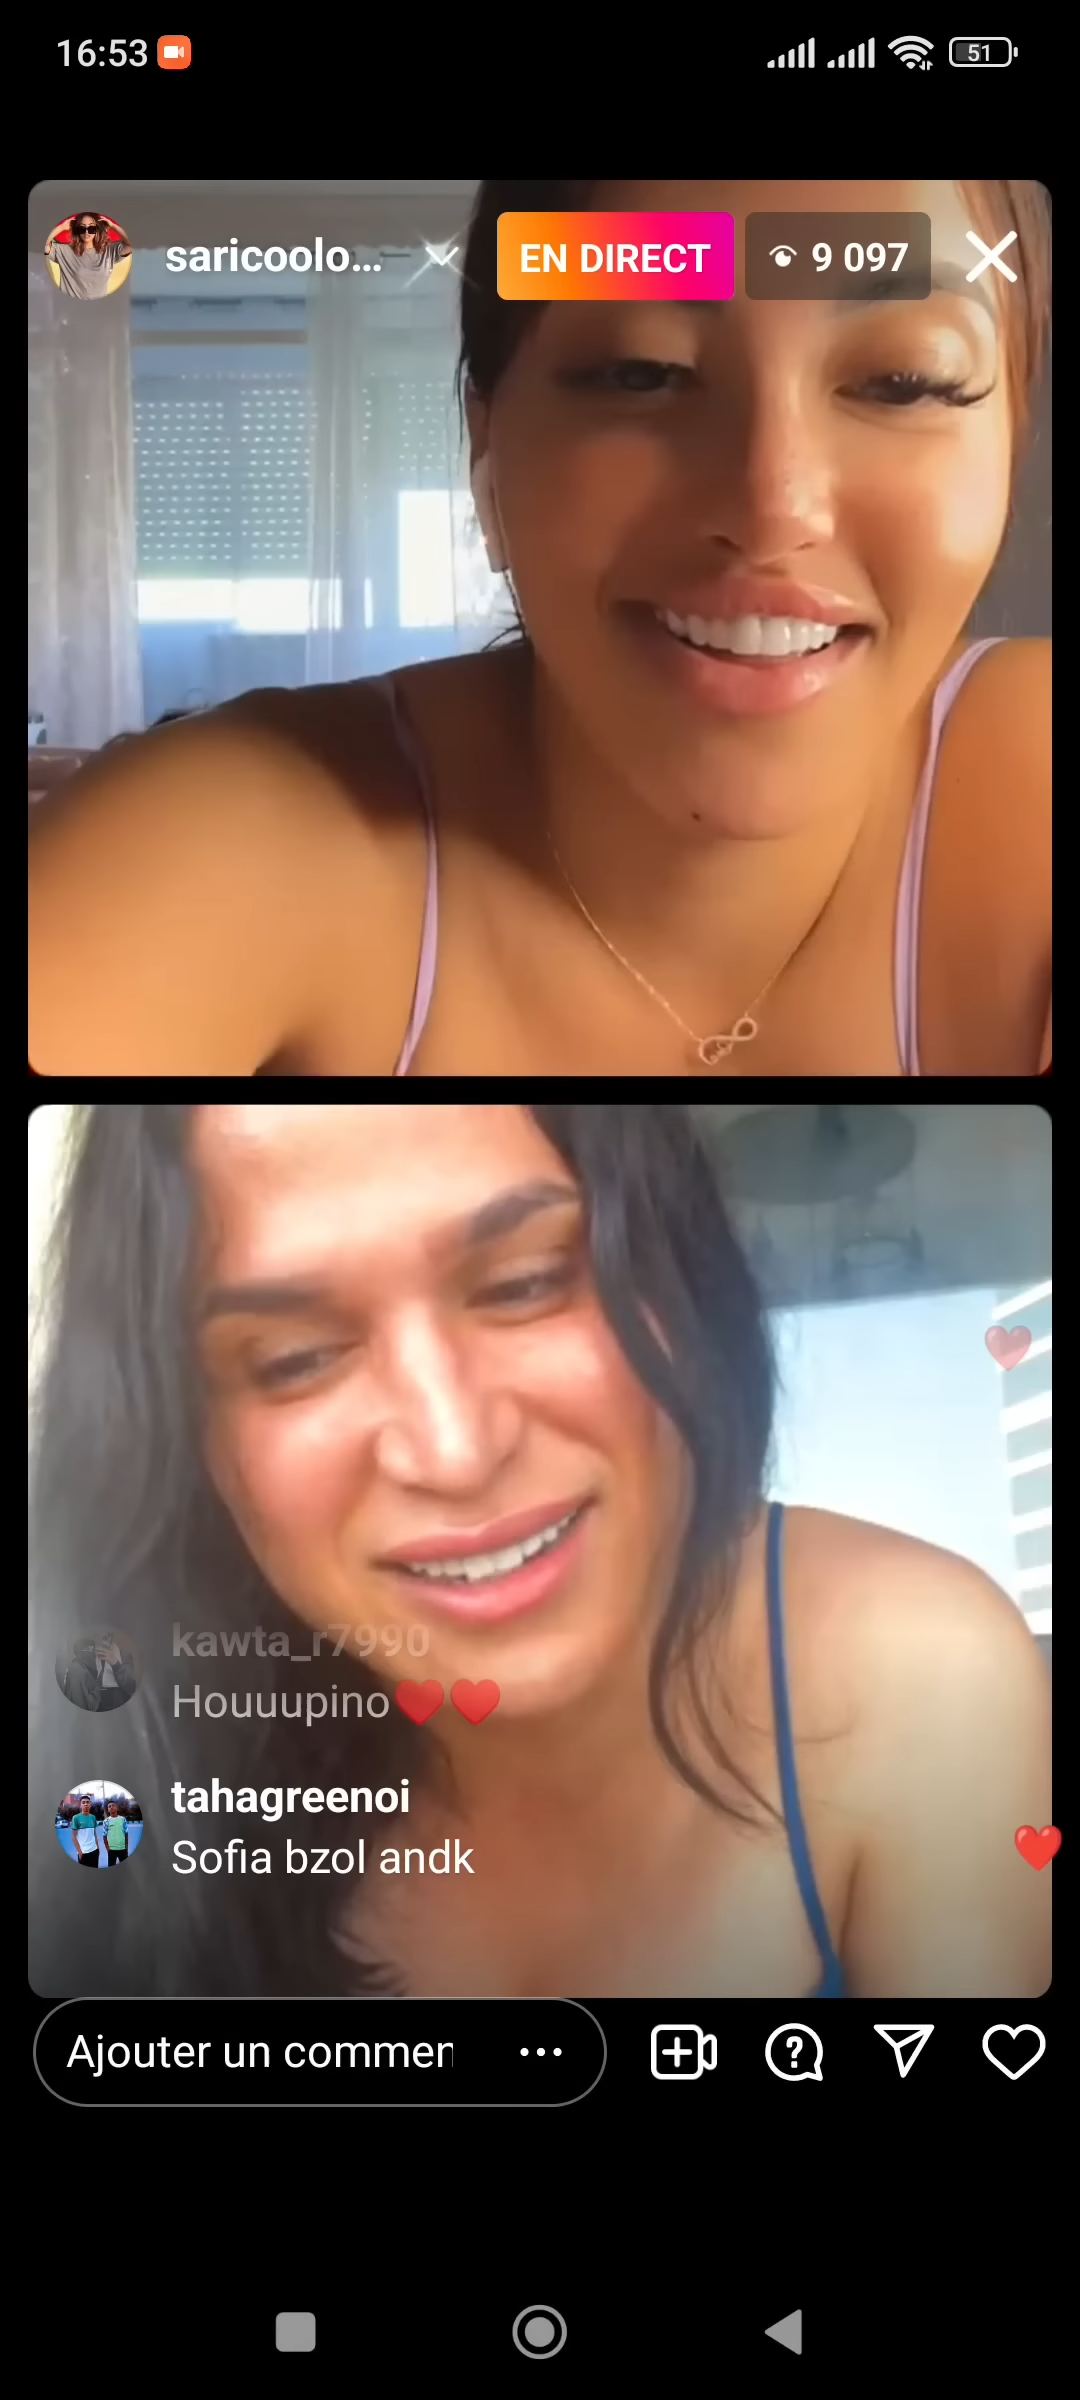 16:53
51
saricoolo...
EN DIRECT
9 097
kawta_r7990
Houuupino❤️❤️
tahagreenoi
Sofia bzol andk
Ajouter un commen